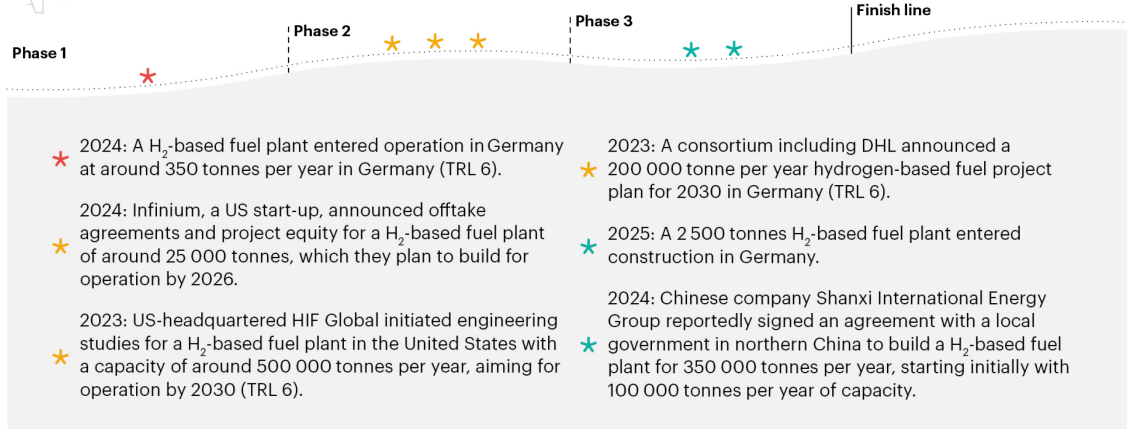 Phase 1
Phase 2
Phase 3
Finish line
2024: A H₂-based fuel plant entered operation in Germany
at around 350 tonnes per year in Germany (TRL 6).
2024: Infinium, a US start-up, announced offtake
agreements and project equity for a H₂-based fuel plant
of around 25 000 tonnes, which they plan to build for
operation by 2026.
2023: US-headquartered HIF Global initiated engineering
studies for a H₂-based fuel plant in the United States with
a capacity of around 500 000 tonnes per year, aiming for
operation by 2030 (TRL 6).
2023: A consortium including DHL announced a
200 000 tonne per year hydrogen-based fuel project
plan for 2030 in Germany (TRL 6).
2025: A 2 500 tonnes H₂-based fuel plant entered
construction in Germany.
2024: Chinese company Shanxi International Energy
Group reportedly signed an agreement with a local
government in northern China to build a H₂-based fuel
plant for 350 000 tonnes per year, starting initially with
100 000 tonnes per year of capacity.